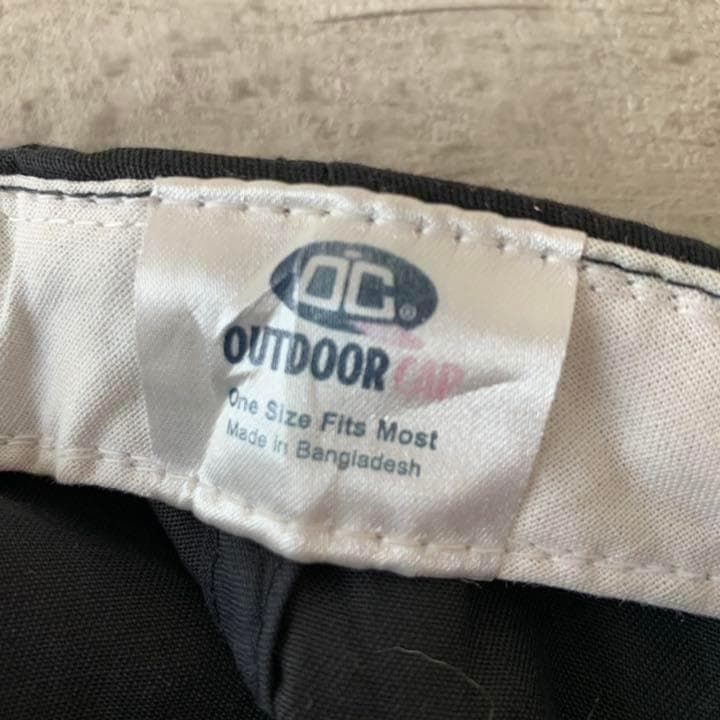 OC®
OUTDOOR CAP
One Size Fits Most
Made in Bangladesh